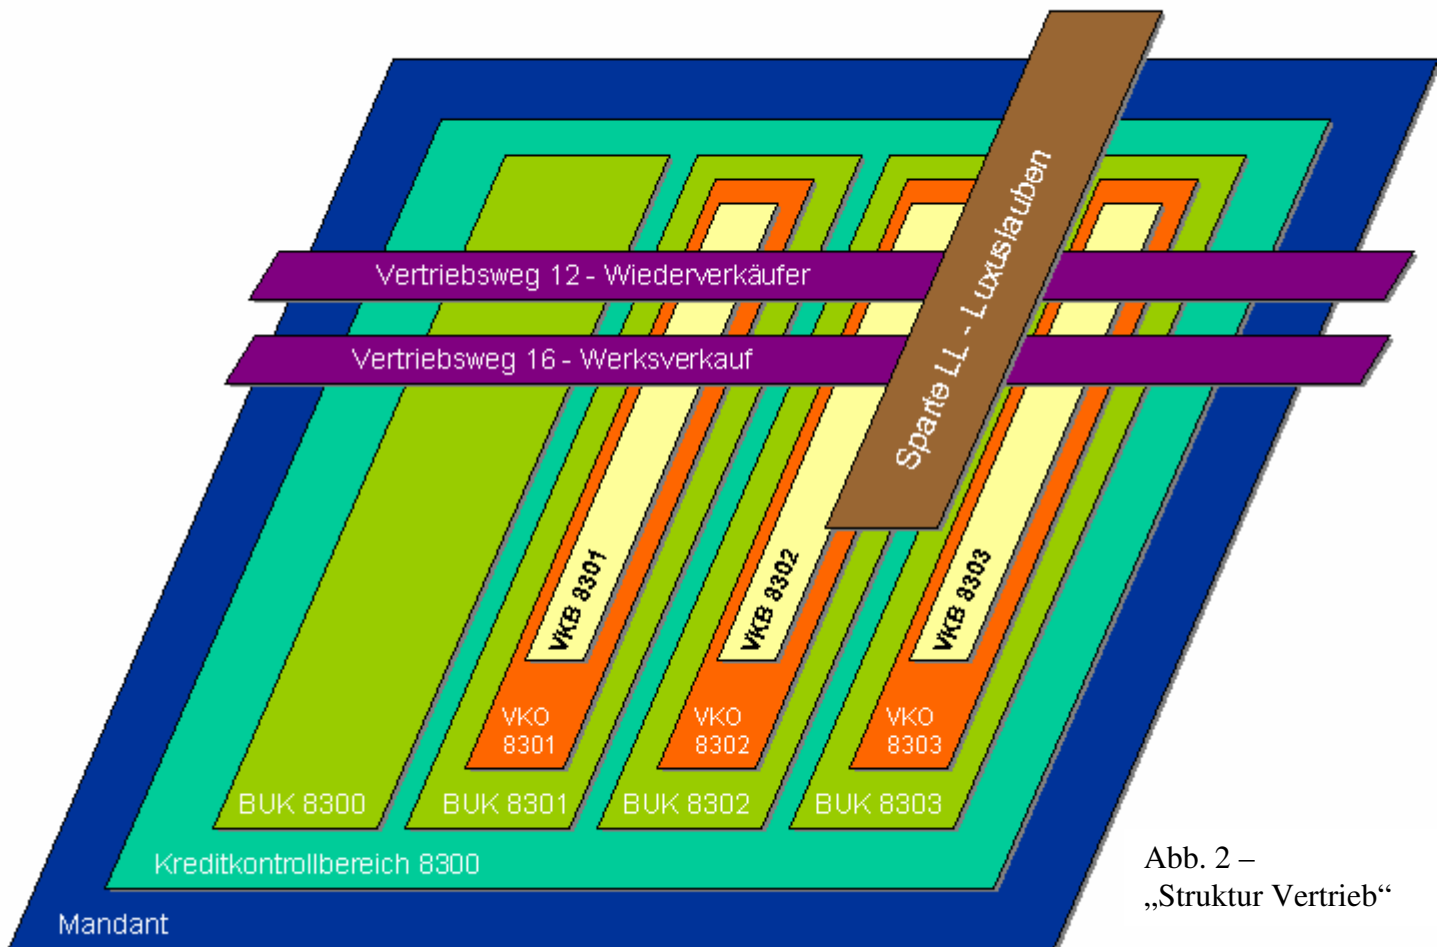 Sparte LL - Luxuslauben
Vertriebsweg 12 - Wiederverkäufer
Vertriebsweg 16 - Werksverkauf
VKB 8301
VKB 8302
VKB 8303
VKO
8301
VKO
8302
VKO
8303
BUK 8300
BUK 8301
BUK 8302
BUK 8303
Kreditkontrollbereich 8300
Mandant
Abb. 2 –
„Struktur Vertrieb“